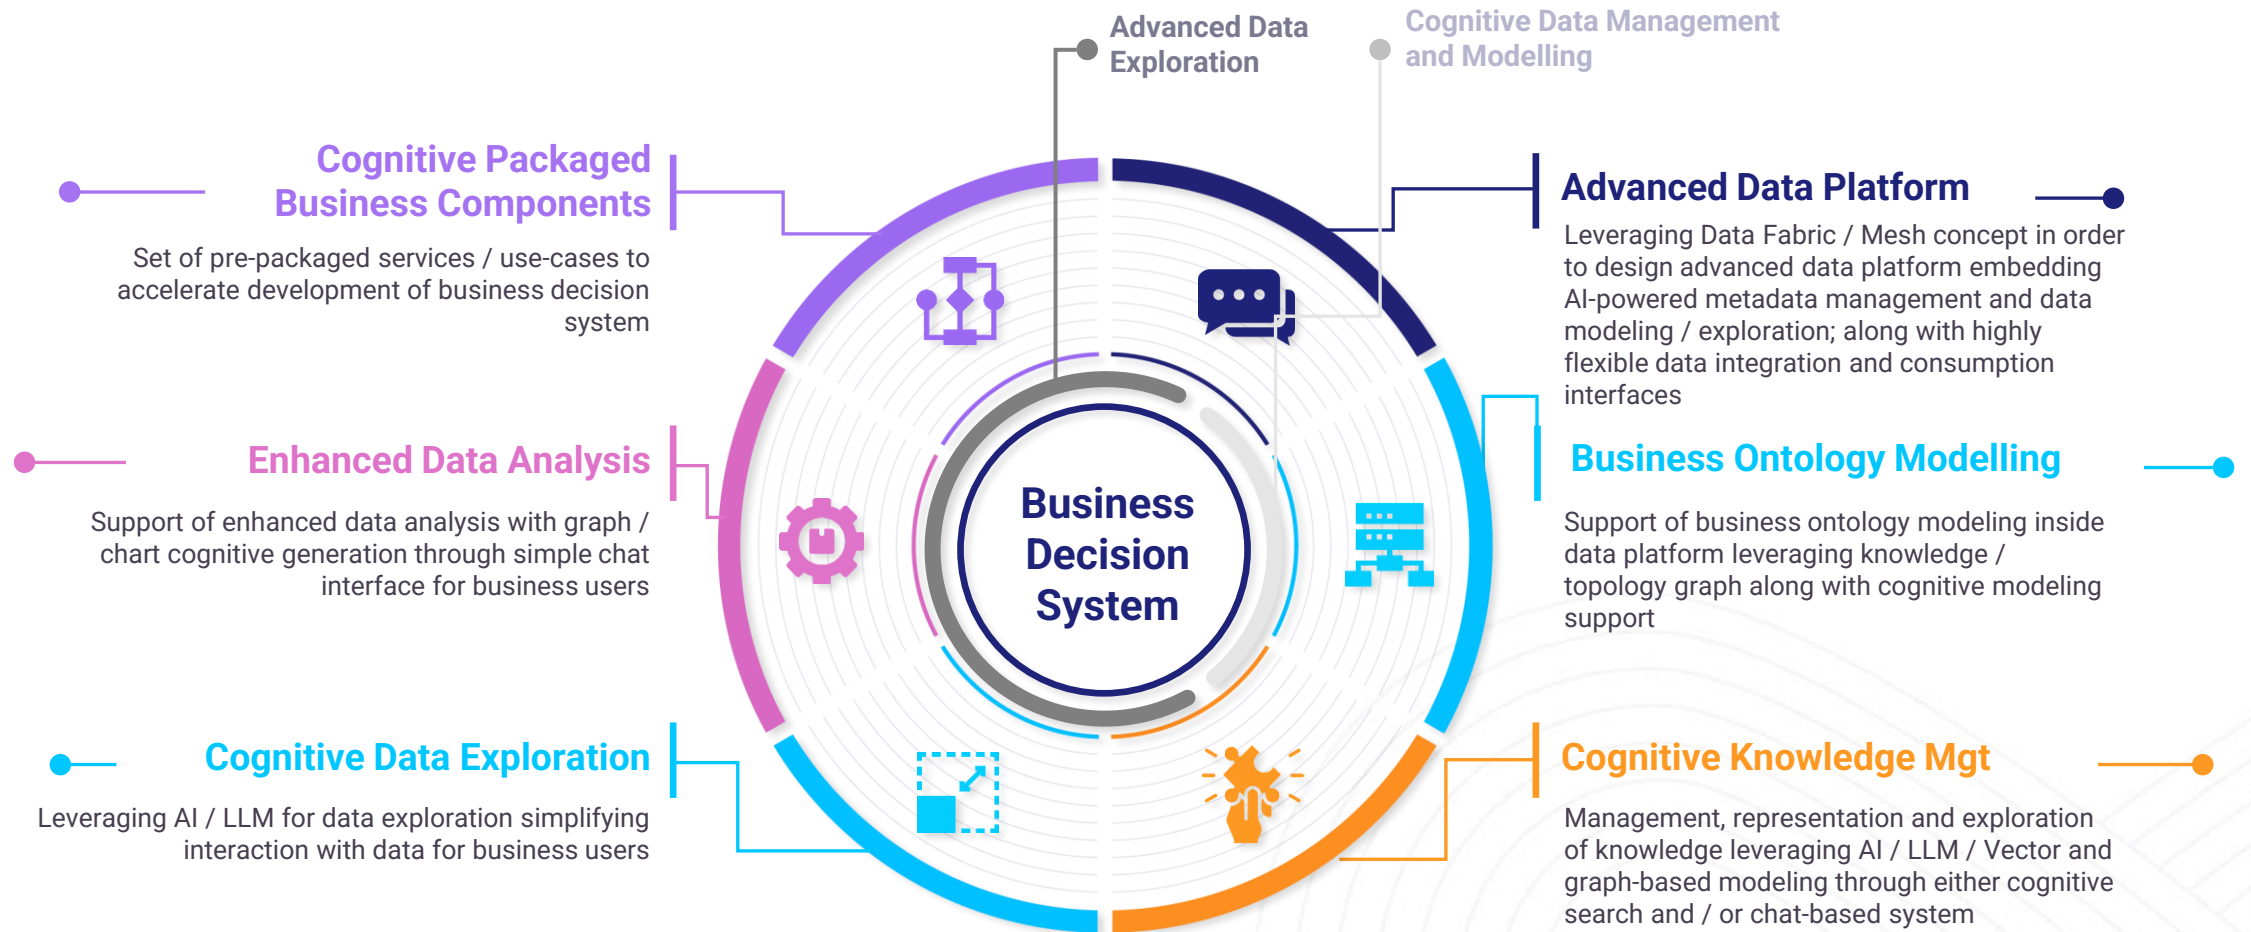 Advanced Data
Exploration
Cognitive Data Management
and Modelling
Cognitive Packaged
Business Components
Set of pre-packaged services / use-cases to
accelerate development of business decision
system
Enhanced Data Analysis
Support of enhanced data analysis with graph /
chart cognitive generation through simple chat
interface for business users
Cognitive Data Exploration
Leveraging AI / LLM for data exploration simplifying
interaction with data for business users
Business
Decision
System
Advanced Data Platform
Leveraging Data Fabric / Mesh concept in order
to design advanced data platform embedding
AI-powered metadata management and data
modeling / exploration; along with highly
flexible data integration and consumption
interfaces
Business Ontology Modelling
Support of business ontology modeling inside
data platform leveraging knowledge /
topology graph along with cognitive modeling
support
Cognitive Knowledge Mgt
Management, representation and exploration
of knowledge leveraging AI / LLM / Vector and
graph-based modeling through either cognitive
search and / or chat-based system